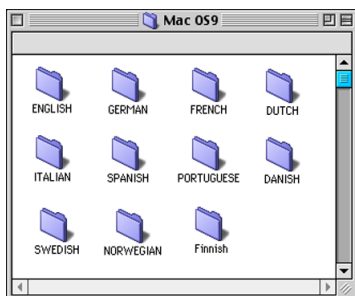 Mac OS9
ENGLISH GERMAN FRENCH DUTCH
ITALIAN SPANISH PORTUGUESE DANISH
SWEDISH NORWEGIAN Finnish